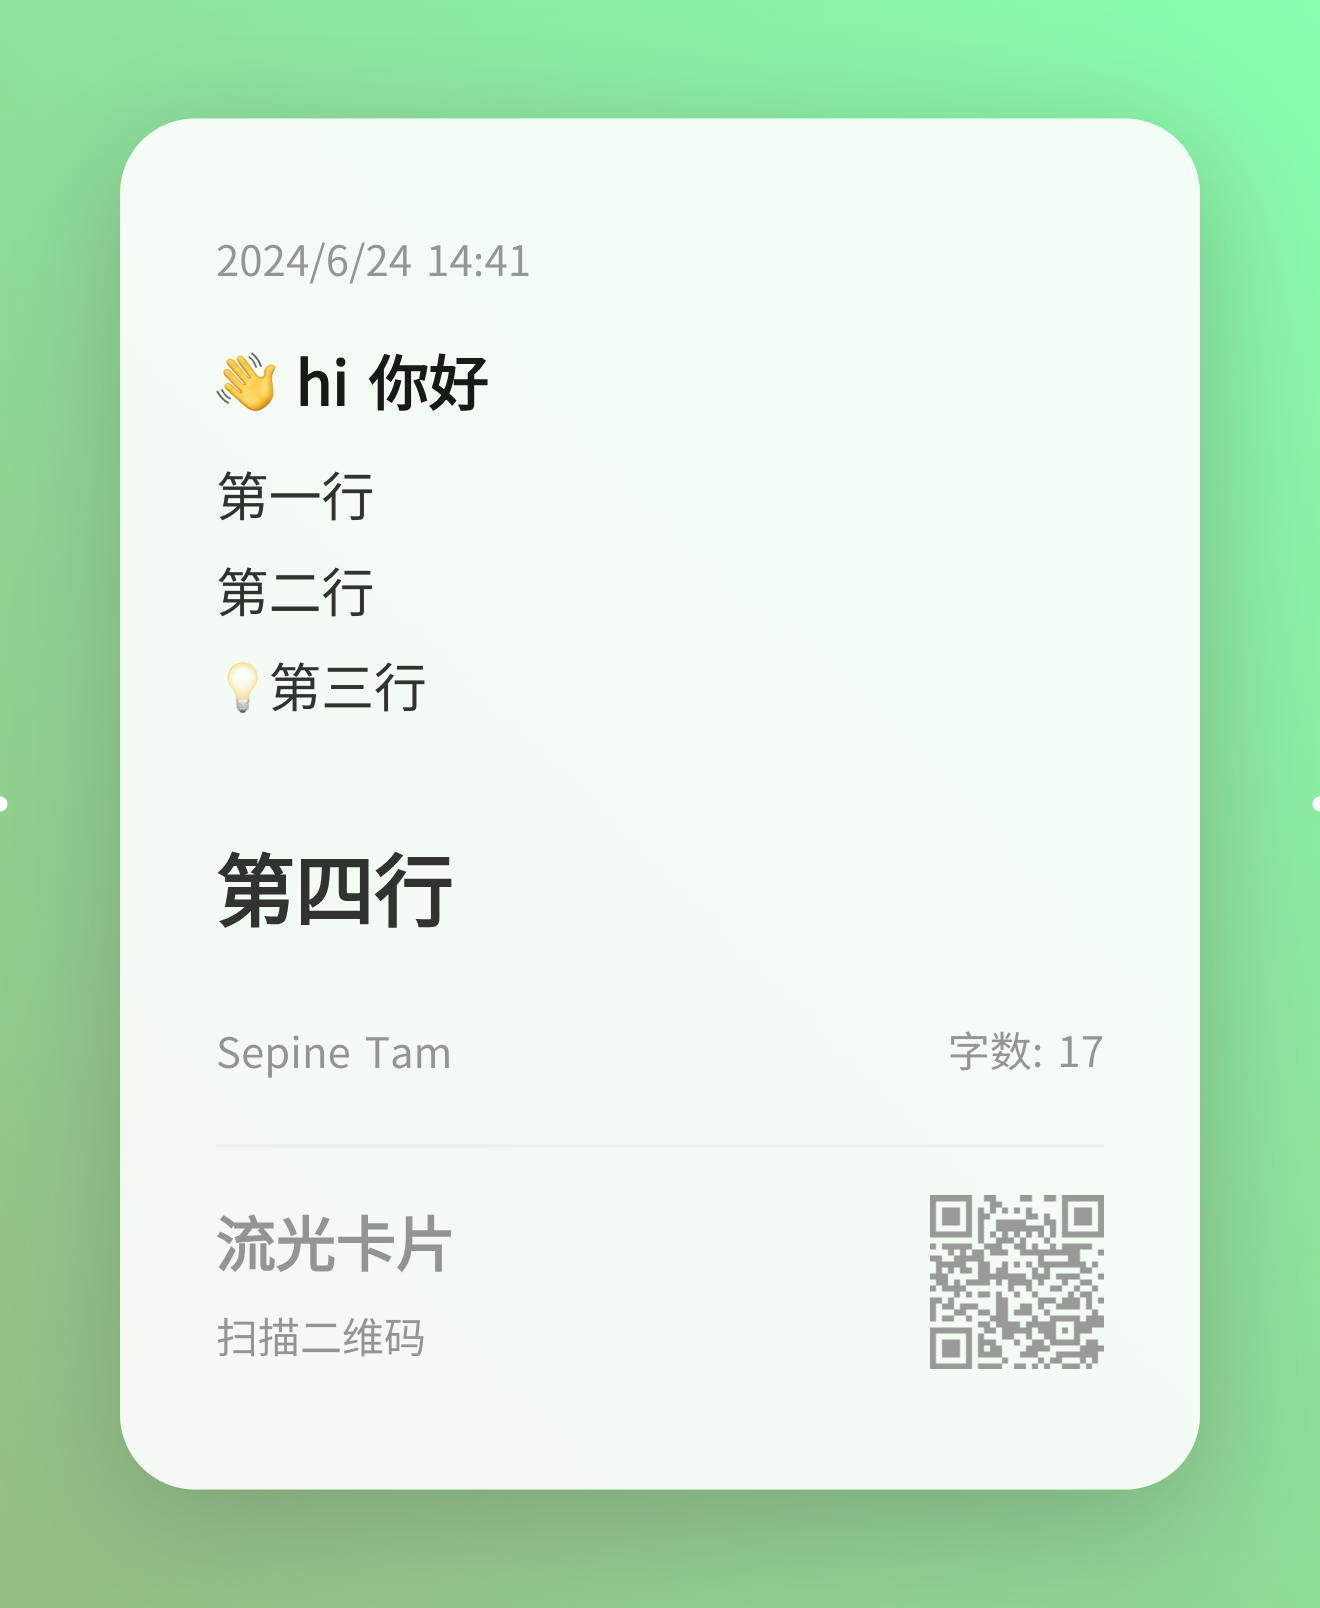 2024/6/24 14:41
👋 hi 你好
第一行
第二行
💡第三行
第四行
Sepine Tam
字数: 17
流光卡片
扫描二维码